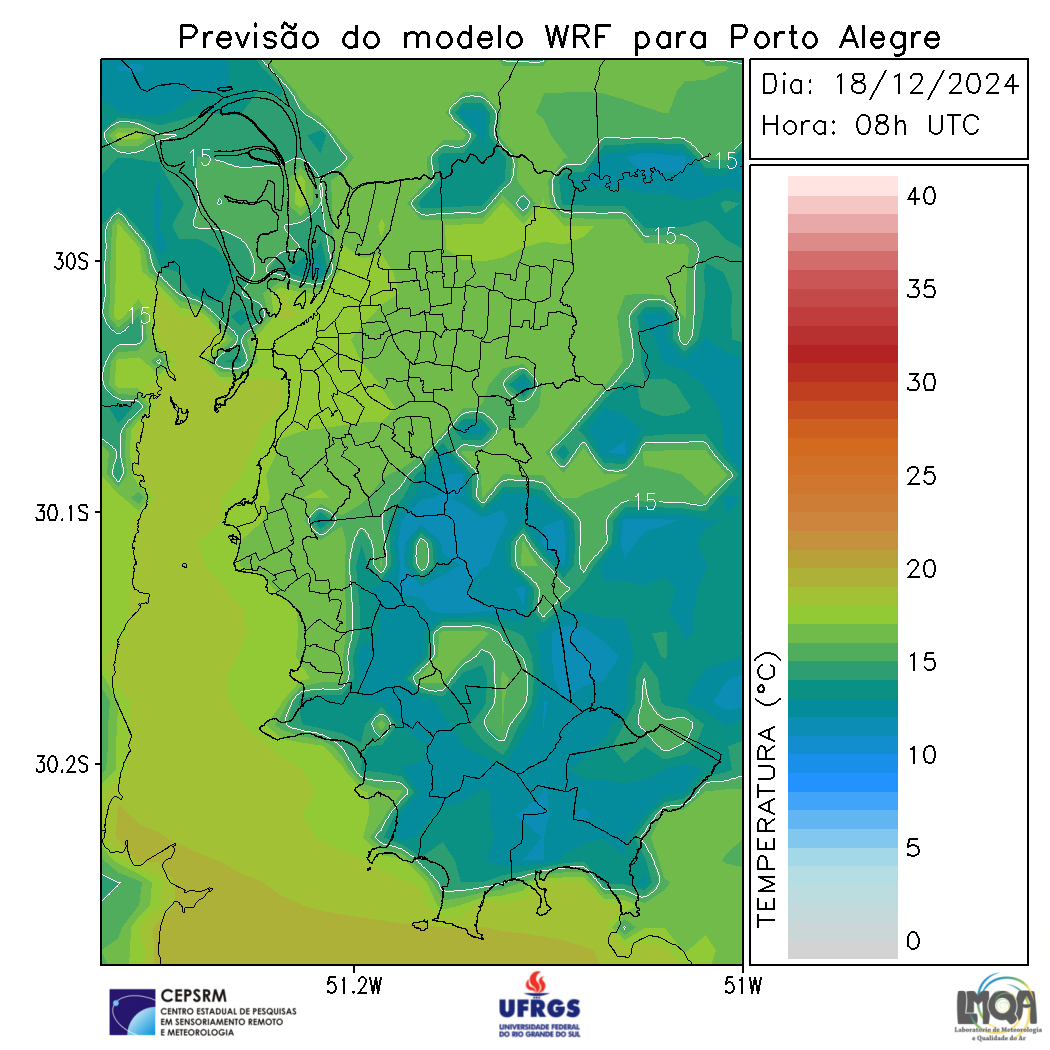 Previsão do modelo WRF para Porto Alegre
Dia: 18/12/2024
Hora: 08h UTC
15
15
15
15
15
30S
30.1S
30.2S
51.2W
51W
TEMPERATURA (°C)
40
35
30
25
20
15
10
5
0
CEPSRM
CENTRO ESTADUAL DE PESQUISAS
EM SENSORIAMENTO REMOTO
E METEOROLOGIA
UFRGS
UNIVERSIDADE FEDERAL
DO RIO GRANDE DO SUL
LMQA
Laboratório de Meteorologia
e Qualidade do Ar